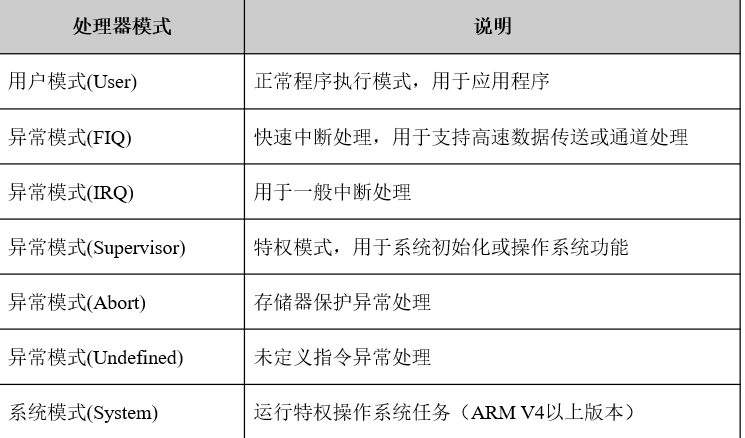 处理器模式 说明
用户模式(User) 正常程序执行模式，用于应用程序
异常模式(FIQ) 快速中断处理，用于支持高速数据传送或通道处理
异常模式(IRQ) 用于一般中断处理
异常模式(Supervisor) 特权模式，用于系统初始化或操作系统功能
异常模式(Abort) 存储器保护异常处理
异常模式(Undefined) 未定义指令异常处理
系统模式(System) 运行特权操作系统任务（ARM V4以上版本）